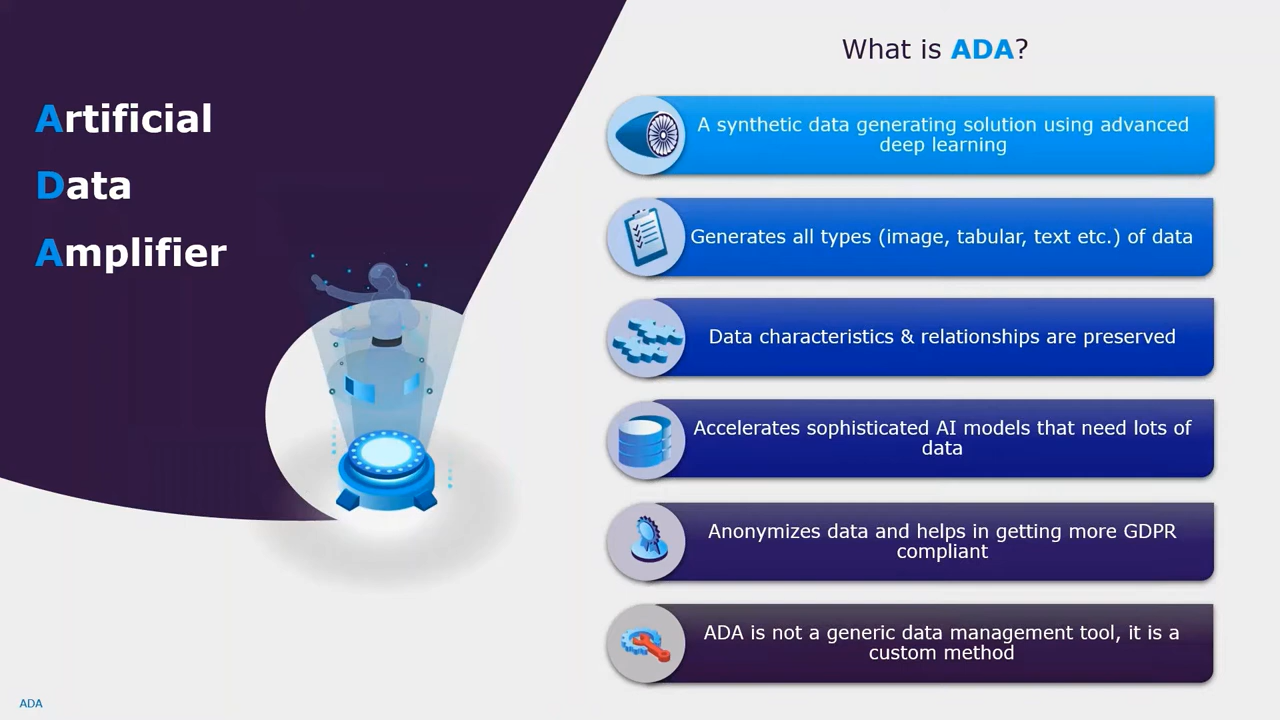 Artificial
Data
Amplifier
What is ADA?
A synthetic data generating solution using advanced
deep learning
Generates all types (image, tabular, text etc.) of data
Data characteristics & relationships are preserved
Accelerates sophisticated AI models that need lots of
data
Anonymizes data and helps in getting more GDPR
compliant
ADA is not a generic data management tool, it is a
custom method
ADA